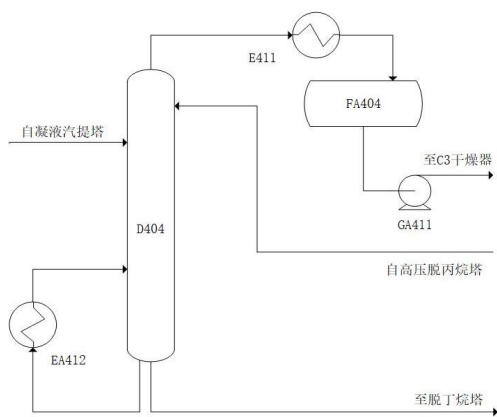 E411
FA404
自凝液汽提塔
至C3干燥器
D404
GA411
自高压脱丙烷塔
EA412
至脱丁烷塔